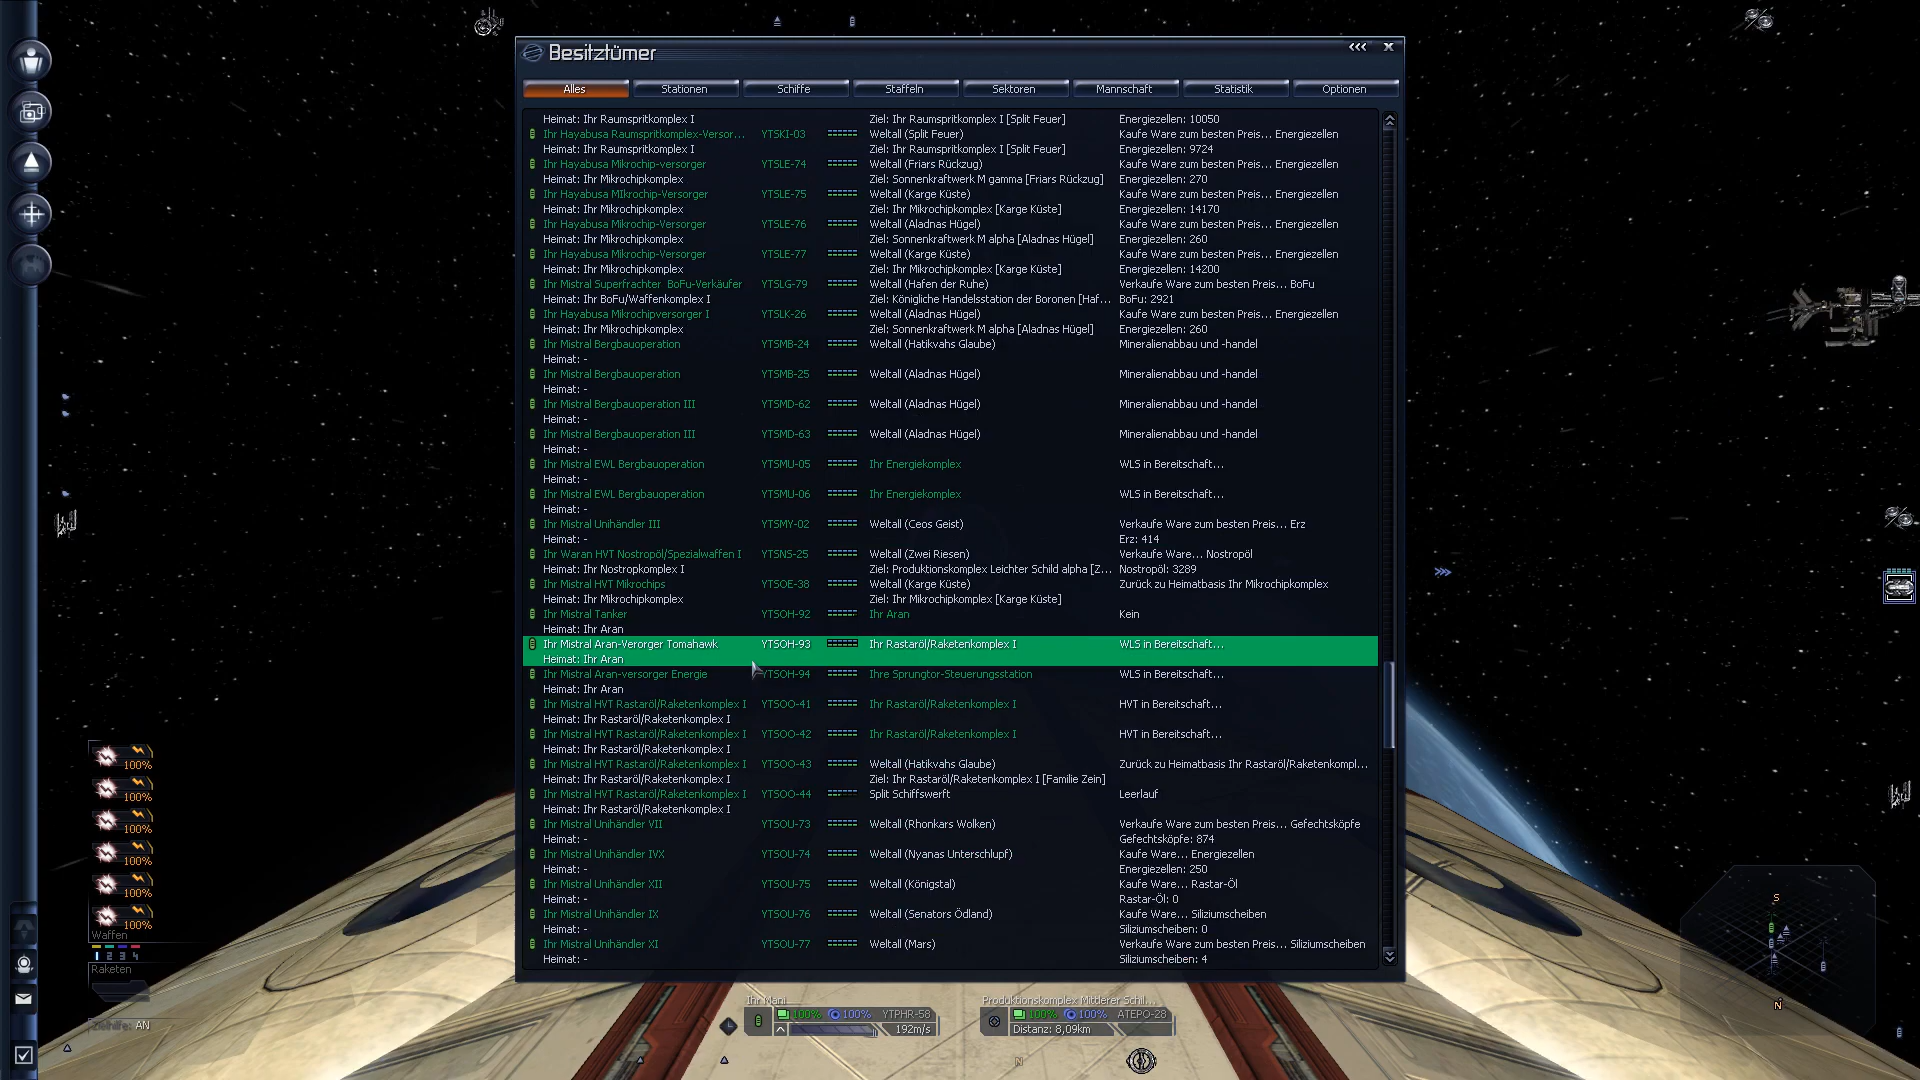 Besitztümer
Alles Stationen Schiffe Staffeln Sektoren Mannschaft Statistik Optionen
Heimat: Ihr Raumspritkomplex I Ziel: Ihr Raumspritkomplex I [Split Feuer] Energiezellen: 10050
Ihr Hayabusa Raumspritkomplex-Versor... YTSKI-03 Weltall (Split Feuer) Kaufe Ware zum besten Preis... Energiezellen
Heimat: Ihr Raumspritkomplex I Ziel: Ihr Raumspritkomplex I [Split Feuer] Energiezellen: 9724
Ihr Hayabusa Mikrochip-versorger YTSLE-74 Weltall (Friars Rückzug) Kaufe Ware zum besten Preis... Energiezellen
Heimat: Ihr Mikrochipkomplex Ziel: Sonnenkraftwerk M gamma [Friars Rückzug] Energiezellen: 270
Ihr Hayabusa MIkrochip-Versorger YTSLE-75 Weltall (Karge Küste) Kaufe Ware zum besten Preis... Energiezellen
Heimat: Ihr Mikrochipkomplex Ziel: Ihr Mikrochipkomplex [Karge Küste] Energiezellen: 14170
Ihr Hayabusa Mikrochip-Versorger YTSLE-76 Weltall (Aladnas Hügel) Kaufe Ware zum besten Preis... Energiezellen
Heimat: Ihr Mikrochipkomplex Ziel: Sonnenkraftwerk M alpha [Aladnas Hügel] Energiezellen: 260
Ihr Hayabusa Mikrochip-Versorger YTSLE-77 Weltall (Karge Küste) Kaufe Ware zum besten Preis... Energiezellen
Heimat: Ihr Mikrochipkomplex Ziel: Ihr Mikrochipkomplex [Karge Küste] Energiezellen: 14200
Ihr Mistral Superfrachter BoFu-Verkäufer YTSLG-79 Weltall (Hafen der Ruhe) Verkaufe Ware zum besten Preis... BoFu
Heimat: Ihr BoFu/Waffenkomplex I Ziel: Königliche Handelsstation der Boronen [Haf... BoFu: 2921
Ihr Hayabusa Mikrochipversorger I YTSLK-26 Weltall (Aladnas Hügel) Kaufe Ware zum besten Preis... Energiezellen
Heimat: Ihr Mikrochipkomplex Ziel: Sonnenkraftwerk M alpha [Aladnas Hügel] Energiezellen: 260
Ihr Mistral Bergbauoperation YTSMB-24 Weltall (Hatikvahs Glaube) Mineralienabbau und -handel
Heimat: -
Ihr Mistral Bergbauoperation YTSMB-25 Weltall (Aladnas Hügel) Mineralienabbau und -handel
Heimat: -
Ihr Mistral Bergbauoperation III YTSMD-62 Weltall (Aladnas Hügel) Mineralienabbau und -handel
Heimat: -
Ihr Mistral Bergbauoperation III YTSMD-63 Weltall (Aladnas Hügel) Mineralienabbau und -handel
Heimat: -
Ihr Mistral EWL Bergbauoperation YTSMU-05 Ihr Energiekomplex WLS in Bereitschaft...
Heimat: -
Ihr Mistral EWL Bergbauoperation YTSMU-06 Ihr Energiekomplex WLS in Bereitschaft...
Heimat: -
Ihr Mistral Unihändler III YTSMY-02 Weltall (Ceos Geist) Verkaufe Ware zum besten Preis... Erz
Heimat: - Erz: 414
Ihr Waran HVT Nostropöl/Spezialwaffen I YTSNS-25 Weltall (Zwei Riesen) Verkaufe Ware... Nostropöl
Heimat: Ihr Nostropkomplex I Ziel: Produktionskomplex Leichter Schild alpha [Z... Nostropöl: 3289
Ihr Mistral HVT Mikrochips YTSOE-38 Weltall (Karge Küste) Zurück zu Heimatbasis Ihr Mikrochipkomplex
Heimat: Ihr Mikrochipkomplex Ziel: Ihr Mikrochipkomplex [Karge Küste]
Ihr Mistral Tanker YTSOH-92 Ihr Aran Kein
Heimat: Ihr Aran
Ihr Mistral Aran-Verorger Tomahawk YTSOH-93 Ihr Rastaröl/Raketenkomplex I WLS in Bereitschaft...
Heimat: Ihr Aran
Ihr Mistral Aran-versorger Energie YTSOH-94 Ihre Sprungtor-Steuerungsstation WLS in Bereitschaft...
Heimat: Ihr Aran
Ihr Mistral HVT Rastaröl/Raketenkomplex I YTSOO-41 Ihr Rastaröl/Raketenkomplex I HVT in Bereitschaft...
Heimat: Ihr Rastaröl/Raketenkomplex I
Ihr Mistral HVT Rastaröl/Raketenkomplex I YTSOO-42 Ihr Rastaröl/Raketenkomplex I HVT in Bereitschaft...
Heimat: Ihr Rastaröl/Raketenkomplex I
Ihr Mistral HVT Rastaröl/Raketenkomplex I YTSOO-43 Weltall (Hatikvahs Glaube) Zurück zu Heimatbasis Ihr Rastaröl/Raketenkompl...
Heimat: Ihr Rastaröl/Raketenkomplex I Ziel: Ihr Rastaröl/Raketenkomplex I [Familie Zein]
Ihr Mistral HVT Rastaröl/Raketenkomplex I YTSOO-44 Split Schiffswerft Leerlauf
Heimat: Ihr Rastaröl/Raketenkomplex I
Ihr Mistral Unihändler VII YTSOU-73 Weltall (Rhonkars Wolken) Verkaufe Ware zum besten Preis... Gefechtsköpfe
Heimat: - Gefechtsköpfe: 874
Ihr Mistral Unihändler IVX YTSOU-74 Weltall (Nyanas Unterschlupf) Kaufe Ware... Energiezellen
Heimat: - Energiezellen: 250
Ihr Mistral Unihändler XII YTSOU-75 Weltall (Königstal) Kaufe Ware... Rastar-Öl
Heimat: - Rastar-Öl: 0
Ihr Mistral Unihändler IX YTSOU-76 Weltall (Senators Ödland) Kaufe Ware... Siliziumscheiben
Heimat: - Siliziumscheiben: 0
Ihr Mistral Unihändler XI YTSOU-77 Weltall (Mars) Verkaufe Ware zum besten Preis... Siliziumscheiben
Heimat: - Siliziumscheiben: 4
100%
100%
100%
100%
100%
100%
Waffen
1 2 3 4
Raketen
Zielhilfe: AN
Ihr Mani
100% 100% YTPHR-58
192m/s
Produktionskomplex Mittlerer Schil...
100% 100% ATEPO-28
Distanz: 8,09km
S
N
N